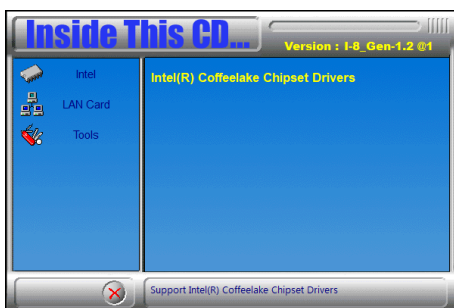 Inside This CD...
Version : I-8_Gen-1.2 @1
Intel
LAN Card
Tools
Intel(R) Coffeelake Chipset Drivers
Support Intel(R) Coffeelake Chipset Drivers